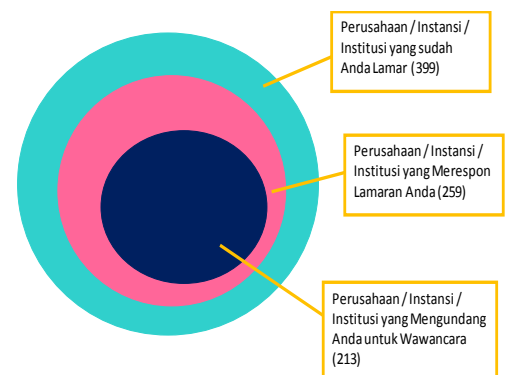 Perusahaan / Instansi /
Institusi yang sudah
Anda Lamar (399)
Perusahaan / Instansi /
Institusi yang Merespon
Lamaran Anda (259)
Perusahaan / Instansi /
Institusi yang Mengundang
Anda untuk Wawancara
(213)